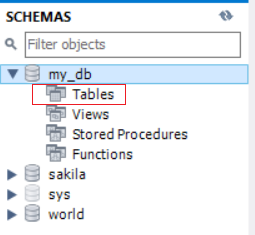 SCHEMAS
Filter objects
my_db
Tables
Views
Stored Procedures
Functions
sakila
sys
world